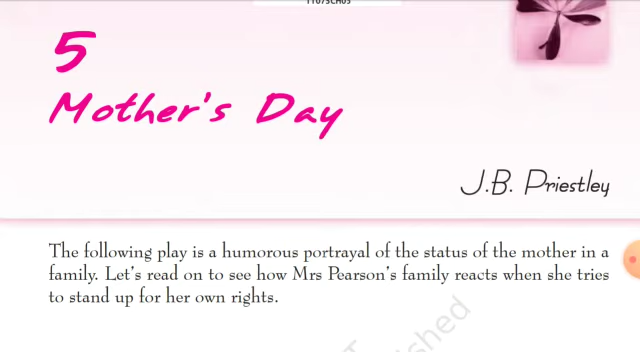 5
Mother's Day
J.B. Priestley
The following play is a humorous portrayal of the status of the mother in a
family. Let's read on to see how Mrs Pearson's family reacts when she tries
to stand up for her own rights.